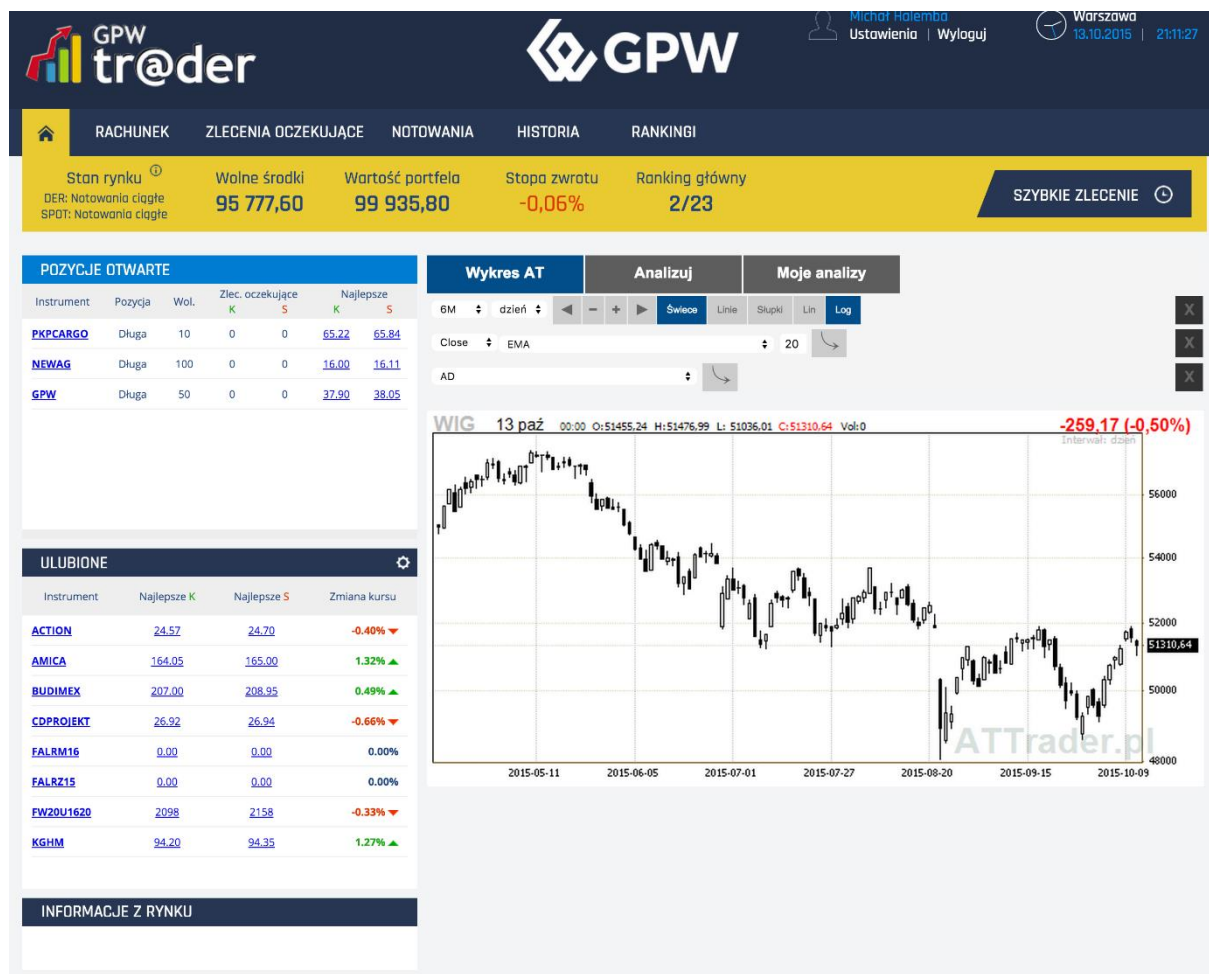 GPW
tr@der
GPW
Michał Halemba
Ustawienia | Wyloguj
Warszawa
13.10.2015 | 21:11:27
RACHUNEK ZLECENIA OCZEKUJĄCE NOTOWANIA HISTORIA RANKINGI
Stan rynku
DER: Notowania ciągłe
SPOT: Notowania ciągłe
Wolne środki
95 777,60
Wartość portfela
99 935,80
Stopa zwrotu
-0,06%
Ranking główny
2/23
SZYBKIE ZLECENIE
POZYCJE OTWARTE
Instrument Pozycja Wol. Zlec. oczekujące Najlepsze
K S K S
PKPCARGO Długa 10 0 0 65.22 65.84
NEWAG Długa 100 0 0 16.00 16.11
GPW Długa 50 0 0 37.90 38.05
ULUBIONE
Instrument Najlepsze K Najlepsze S Zmiana kursu
ACTION 24.57 24.70 -0.40%
AMICA 164.05 165.00 1.32%
BUDIMEX 207.00 208.95 0.49%
CDPROJEKT 26.92 26.94 -0.66%
FALRM16 0.00 0.00 0.00%
FALRZ15 0.00 0.00 0.00%
FW20U1620 2098 2158 -0.33%
KGHM 94.20 94.35 1.27%
INFORMACJE Z RYNKU
Wykres AT Analizuj Moje analizy
6M dzień − + Świece Linie Słupki Lin Log X
Close EMA 20 X
AD X
WIG 13 paź 00:00 O:51455,24 H:51476,99 L: 51036,01 C:51310,64 Vol:0 -259,17 (-0,50%)
Interwał: dzień
56000
54000
52000
51310,64
50000
ATTrader.pl
48000
2015-05-11 2015-06-05 2015-07-01 2015-07-27 2015-08-20 2015-09-15 2015-10-09